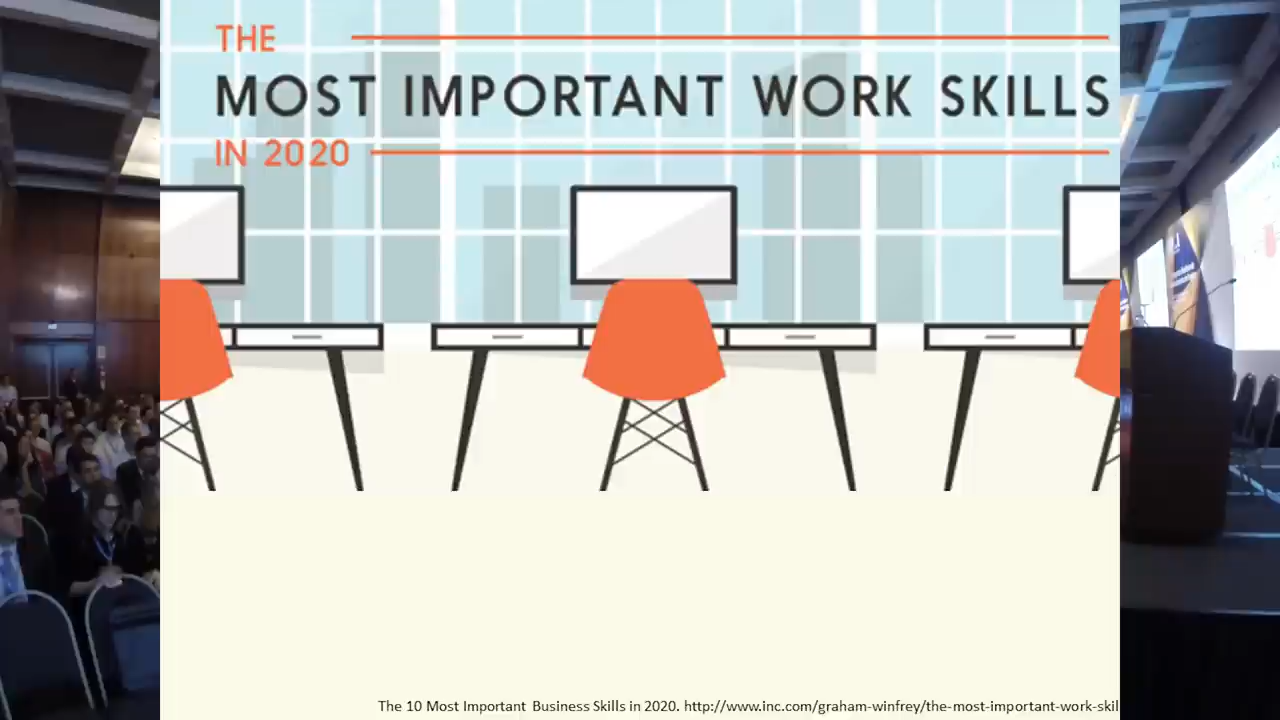 THE
MOST IMPORTANT WORK SKILLS
IN 2020
The 10 Most Important Business Skills in 2020. http://www.inc.com/graham-winfrey/the-most-important-work-skil